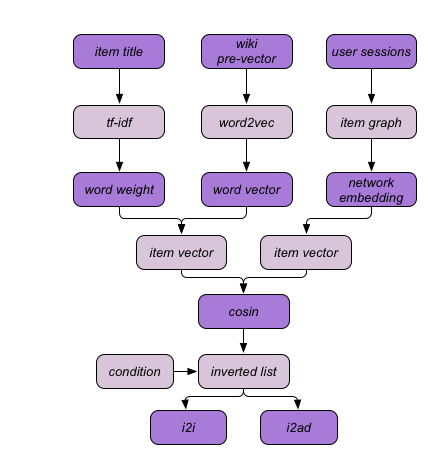 item title
wiki
pre-vector
user sessions
tf-idf
word2vec
item graph
word weight
word vector
network
embedding
item vector
item vector
cosin
condition
inverted list
i2i
i2ad